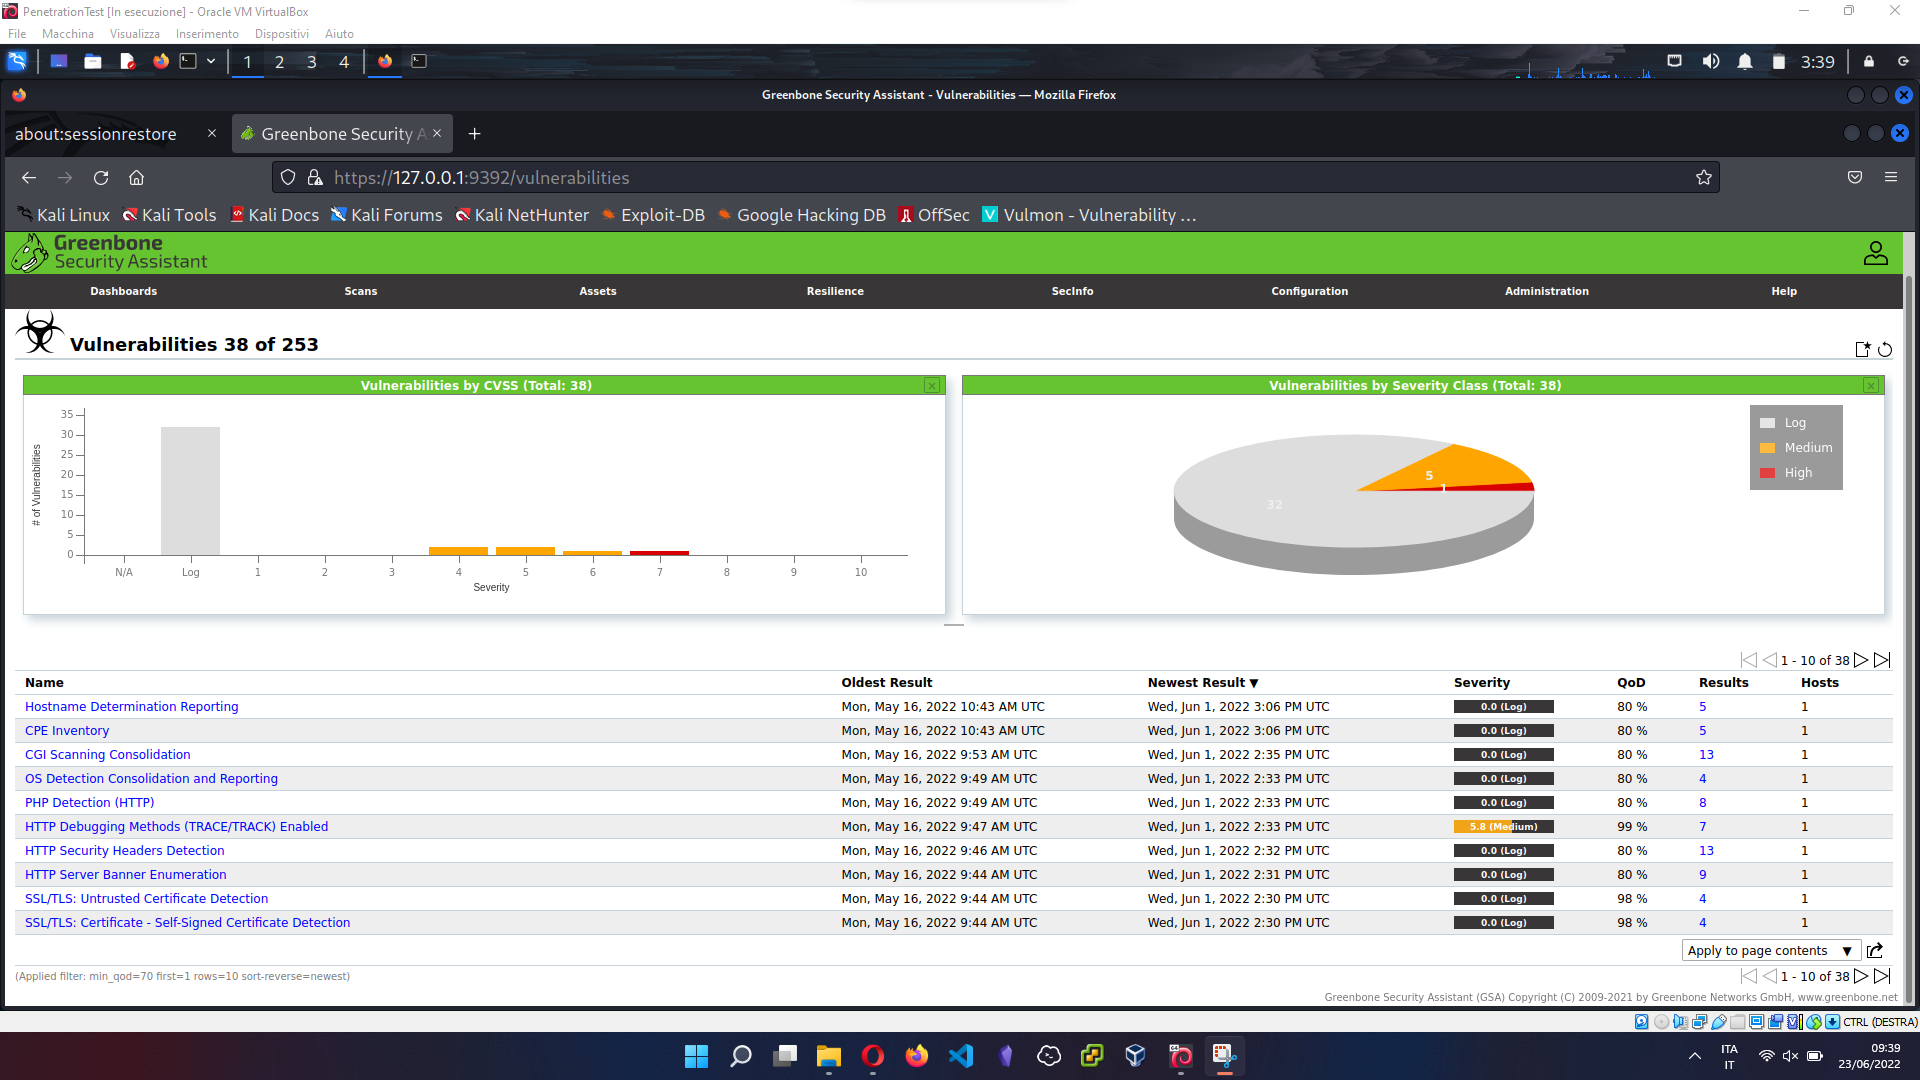 PenetrationTest [In esecuzione] - Oracle VM VirtualBox
File Macchina Visualizza Inserimento Dispositivi Aiuto
1 2 3 4 3:39
Greenbone Security Assistant - Vulnerabilities — Mozilla Firefox
about:sessionrestore Greenbone Security A
https://127.0.0.1:9392/vulnerabilities
Kali Linux Kali Tools Kali Docs Kali Forums Kali NetHunter Exploit-DB Google Hacking DB OffSec Vulmon - Vulnerability ...
Greenbone
Security Assistant
Dashboards Scans Assets Resilience SecInfo Configuration Administration Help
Vulnerabilities 38 of 253
Vulnerabilities by CVSS (Total: 38)
35
30
25
20
15
10
5
0
# of Vulnerabilities
N/A Log 1 2 3 4 5 6 7 8 9 10
Severity
Vulnerabilities by Severity Class (Total: 38)
Log
Medium
High
5
1
32
1 - 10 of 38
Name Oldest Result Newest Result ▼ Severity QoD Results Hosts
Hostname Determination Reporting Mon, May 16, 2022 10:43 AM UTC Wed, Jun 1, 2022 3:06 PM UTC 0.0 (Log) 80 % 5 1
CPE Inventory Mon, May 16, 2022 10:43 AM UTC Wed, Jun 1, 2022 3:06 PM UTC 0.0 (Log) 80 % 5 1
CGI Scanning Consolidation Mon, May 16, 2022 9:53 AM UTC Wed, Jun 1, 2022 2:35 PM UTC 0.0 (Log) 80 % 13 1
OS Detection Consolidation and Reporting Mon, May 16, 2022 9:49 AM UTC Wed, Jun 1, 2022 2:33 PM UTC 0.0 (Log) 80 % 4 1
PHP Detection (HTTP) Mon, May 16, 2022 9:49 AM UTC Wed, Jun 1, 2022 2:33 PM UTC 0.0 (Log) 80 % 8 1
HTTP Debugging Methods (TRACE/TRACK) Enabled Mon, May 16, 2022 9:47 AM UTC Wed, Jun 1, 2022 2:33 PM UTC 5.8 (Medium) 99 % 7 1
HTTP Security Headers Detection Mon, May 16, 2022 9:46 AM UTC Wed, Jun 1, 2022 2:32 PM UTC 0.0 (Log) 80 % 13 1
HTTP Server Banner Enumeration Mon, May 16, 2022 9:44 AM UTC Wed, Jun 1, 2022 2:31 PM UTC 0.0 (Log) 80 % 9 1
SSL/TLS: Untrusted Certificate Detection Mon, May 16, 2022 9:44 AM UTC Wed, Jun 1, 2022 2:30 PM UTC 0.0 (Log) 98 % 4 1
SSL/TLS: Certificate - Self-Signed Certificate Detection Mon, May 16, 2022 9:44 AM UTC Wed, Jun 1, 2022 2:30 PM UTC 0.0 (Log) 98 % 4 1
Apply to page contents ▼
(Applied filter: min_qod=70 first=1 rows=10 sort-reverse=newest) 1 - 10 of 38
Greenbone Security Assistant (GSA) Copyright (C) 2009-2021 by Greenbone Networks GmbH, www.greenbone.net
CTRL (DESTRA)
ITA
IT
09:39
23/06/2022